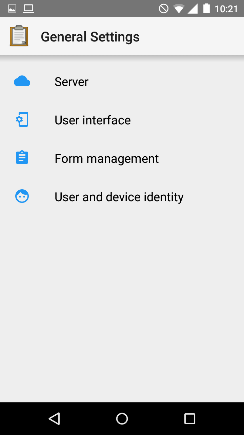 10:21
General Settings
Server
User interface
Form management
User and device identity